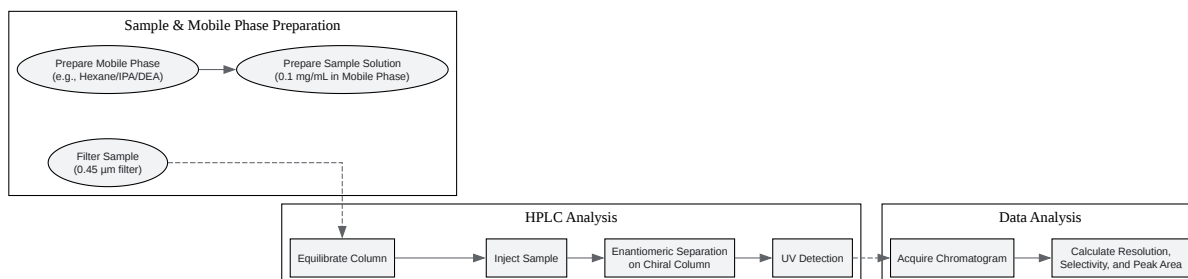 Sample & Mobile Phase Preparation
Prepare Mobile Phase
(e.g., Hexane/IPA/DEA)
Prepare Sample Solution
(0.1 mg/mL in Mobile Phase)
Filter Sample
(0.45 µm filter)
HPLC Analysis
Equilibrate Column
Inject Sample
Enantiomeric Separation
on Chiral Column
UV Detection
Data Analysis
Acquire Chromatogram
Calculate Resolution,
Selectivity, and Peak Area